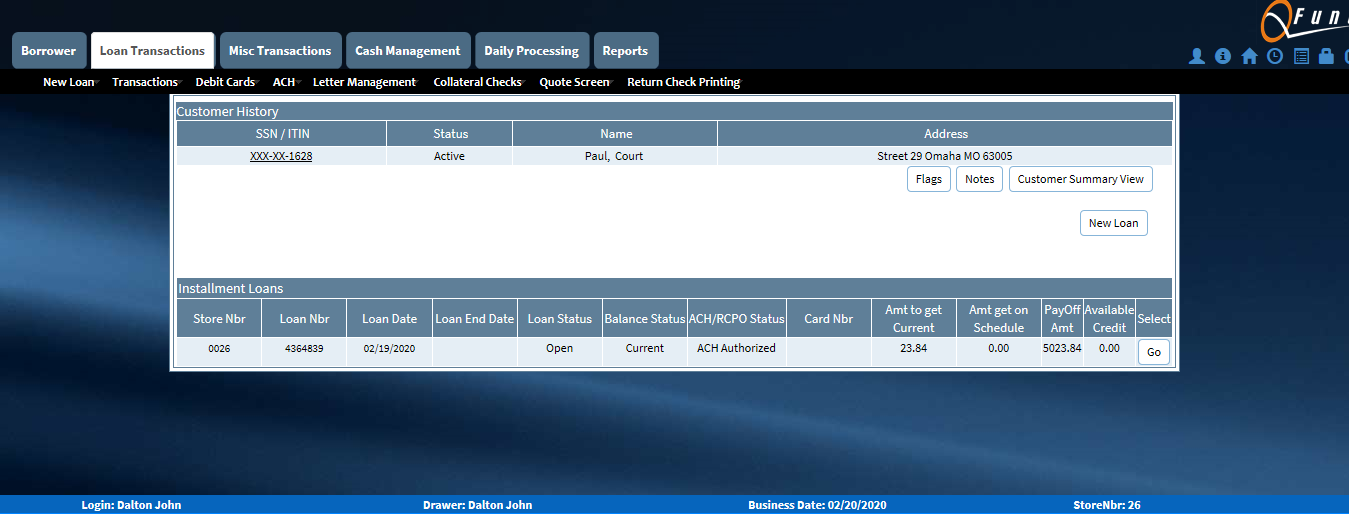 Fun
Borrower Loan Transactions Misc Transactions Cash Management Daily Processing Reports
New Loan Transactions Debit Cards ACH Letter Management Collateral Checks Quote Screen Return Check Printing
Customer History
SSN / ITIN Status Name Address
XXX-XX-1628 Active Paul, Court Street 29 Omaha MO 63005
Flags Notes Customer Summary View
New Loan
Installment Loans
Store Nbr Loan Nbr Loan Date Loan End Date Loan Status Balance Status ACH/RCPO Status Card Nbr Amt to get Current Amt get on Schedule PayOff Amt Available Credit Select
0026 4364839 02/19/2020 Open Current ACH Authorized 23.84 0.00 5023.84 0.00 Go
Login: Dalton John Drawer: Dalton John Business Date: 02/20/2020 StoreNbr: 26